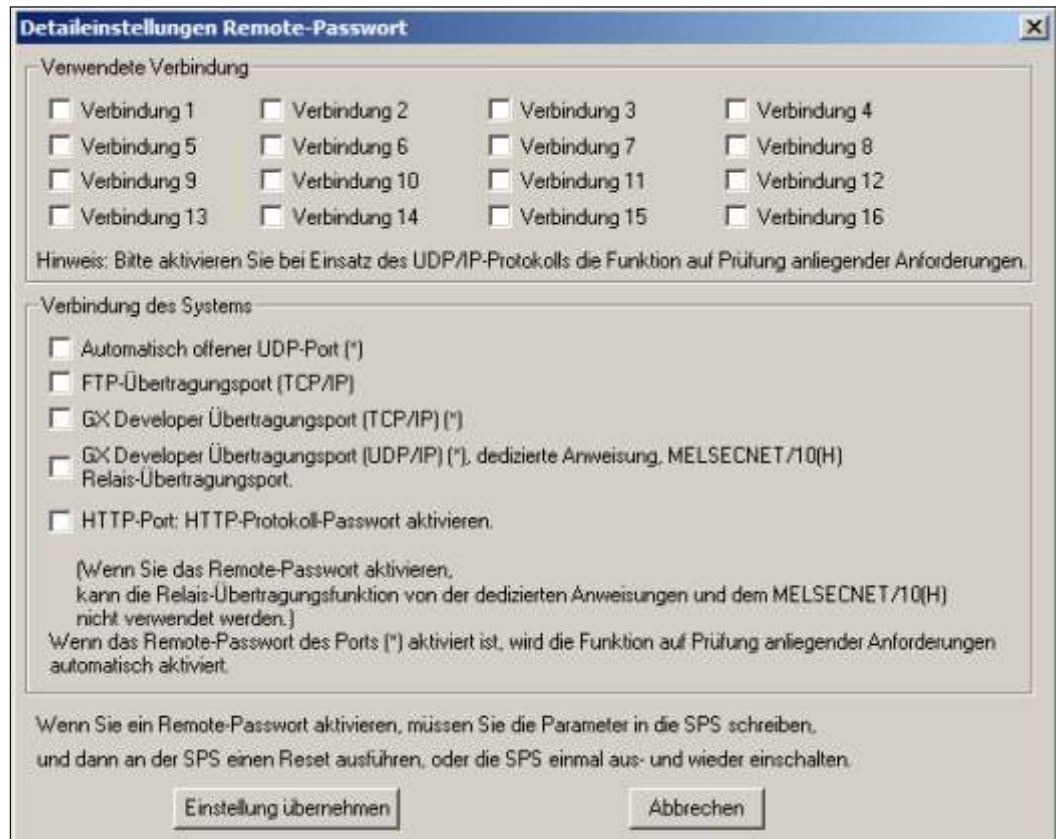 Detaileinstellungen Remote-Passwort
Verwendete Verbindung
Verbindung 1 Verbindung 2 Verbindung 3 Verbindung 4
Verbindung 5 Verbindung 6 Verbindung 7 Verbindung 8
Verbindung 9 Verbindung 10 Verbindung 11 Verbindung 12
Verbindung 13 Verbindung 14 Verbindung 15 Verbindung 16
Hinweis: Bitte aktivieren Sie bei Einsatz des UDP/IP-Protokolls die Funktion auf Prüfung anliegender Anforderungen.
Verbindung des Systems
Automatisch offener UDP-Port (*)
FTP-Übertragungsport (TCP/IP)
GX Developer Übertragungsport (TCP/IP) (*)
GX Developer Übertragungsport (UDP/IP) (*), dedizierte Anweisung, MELSECNET/10(H)
Relais-Übertragungsport.
HTTP-Port: HTTP-Protokoll-Passwort aktivieren.
(Wenn Sie das Remote-Passwort aktivieren,
kann die Relais-Übertragungsfunktion von der dedizierten Anweisungen und dem MELSECNET/10(H)
nicht verwendet werden.)
Wenn das Remote-Passwort des Ports (*) aktiviert ist, wird die Funktion auf Prüfung anliegender Anforderungen
automatisch aktiviert.
Wenn Sie ein Remote-Passwort aktivieren, müssen Sie die Parameter in die SPS schreiben,
und dann an der SPS einen Reset ausführen, oder die SPS einmal aus- und wieder einschalten.
Einstellung übernehmen Abbrechen